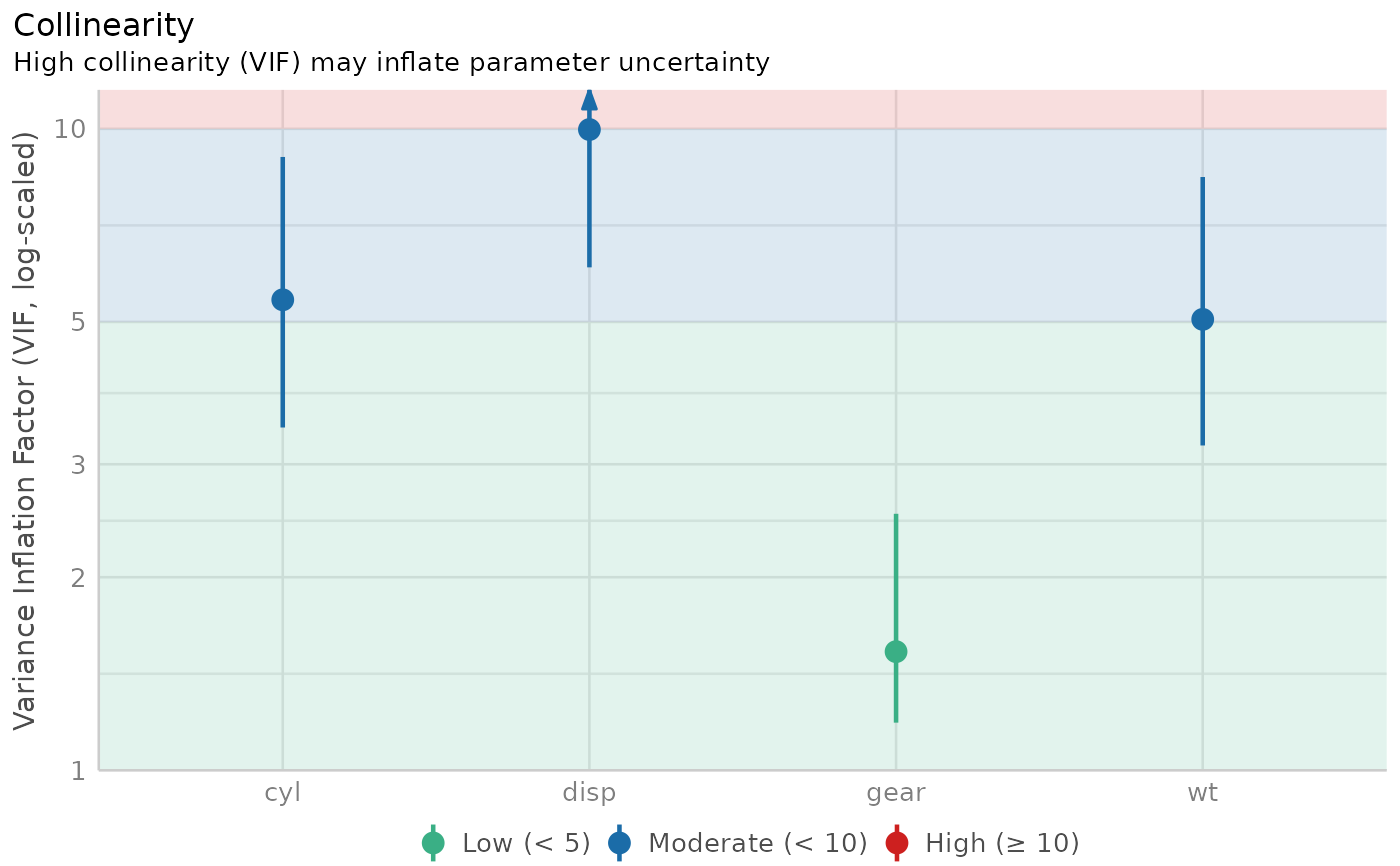 Collinearity
High collinearity (VIF) may inflate parameter uncertainty
Variance Inflation Factor (VIF, log-scaled)
10
5
3
2
1
cyl disp gear wt
Low (< 5) Moderate (< 10) High (≥ 10)